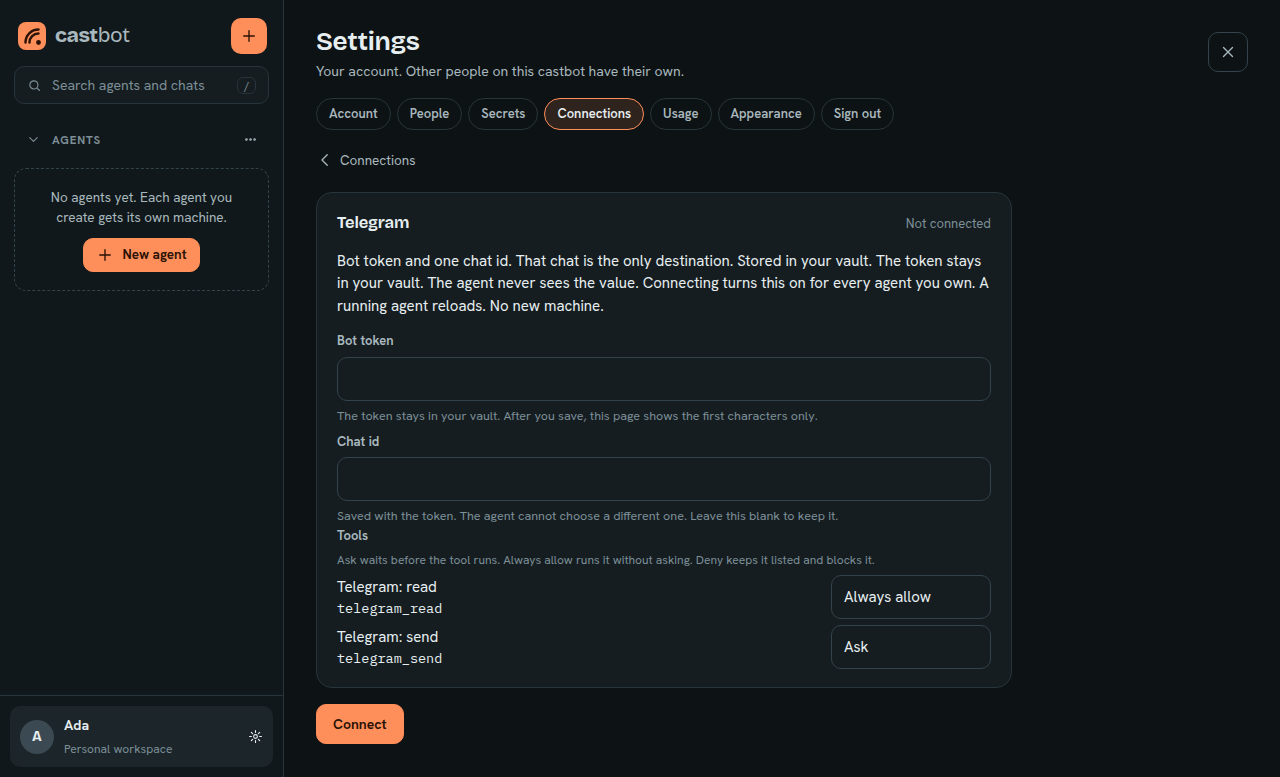 castbot
Search agents and chats /
AGENTS
No agents yet. Each agent you
create gets its own machine.
New agent
Ada
A
Personal workspace
Settings
Your account. Other people on this castbot have their own.
Account People Secrets Connections Usage Appearance Sign out
Connections
Telegram Not connected
Bot token and one chat id. That chat is the only destination. Stored in your vault. The token stays
in your vault. The agent never sees the value. Connecting turns this on for every agent you own. A
running agent reloads. No new machine.
Bot token
The token stays in your vault. After you save, this page shows the first characters only.
Chat id
Saved with the token. The agent cannot choose a different one. Leave this blank to keep it.
Tools
Ask waits before the tool runs. Always allow runs it without asking. Deny keeps it listed and blocks it.
Telegram: read
telegram_read
Always allow
Telegram: send
telegram_send
Ask
Connect